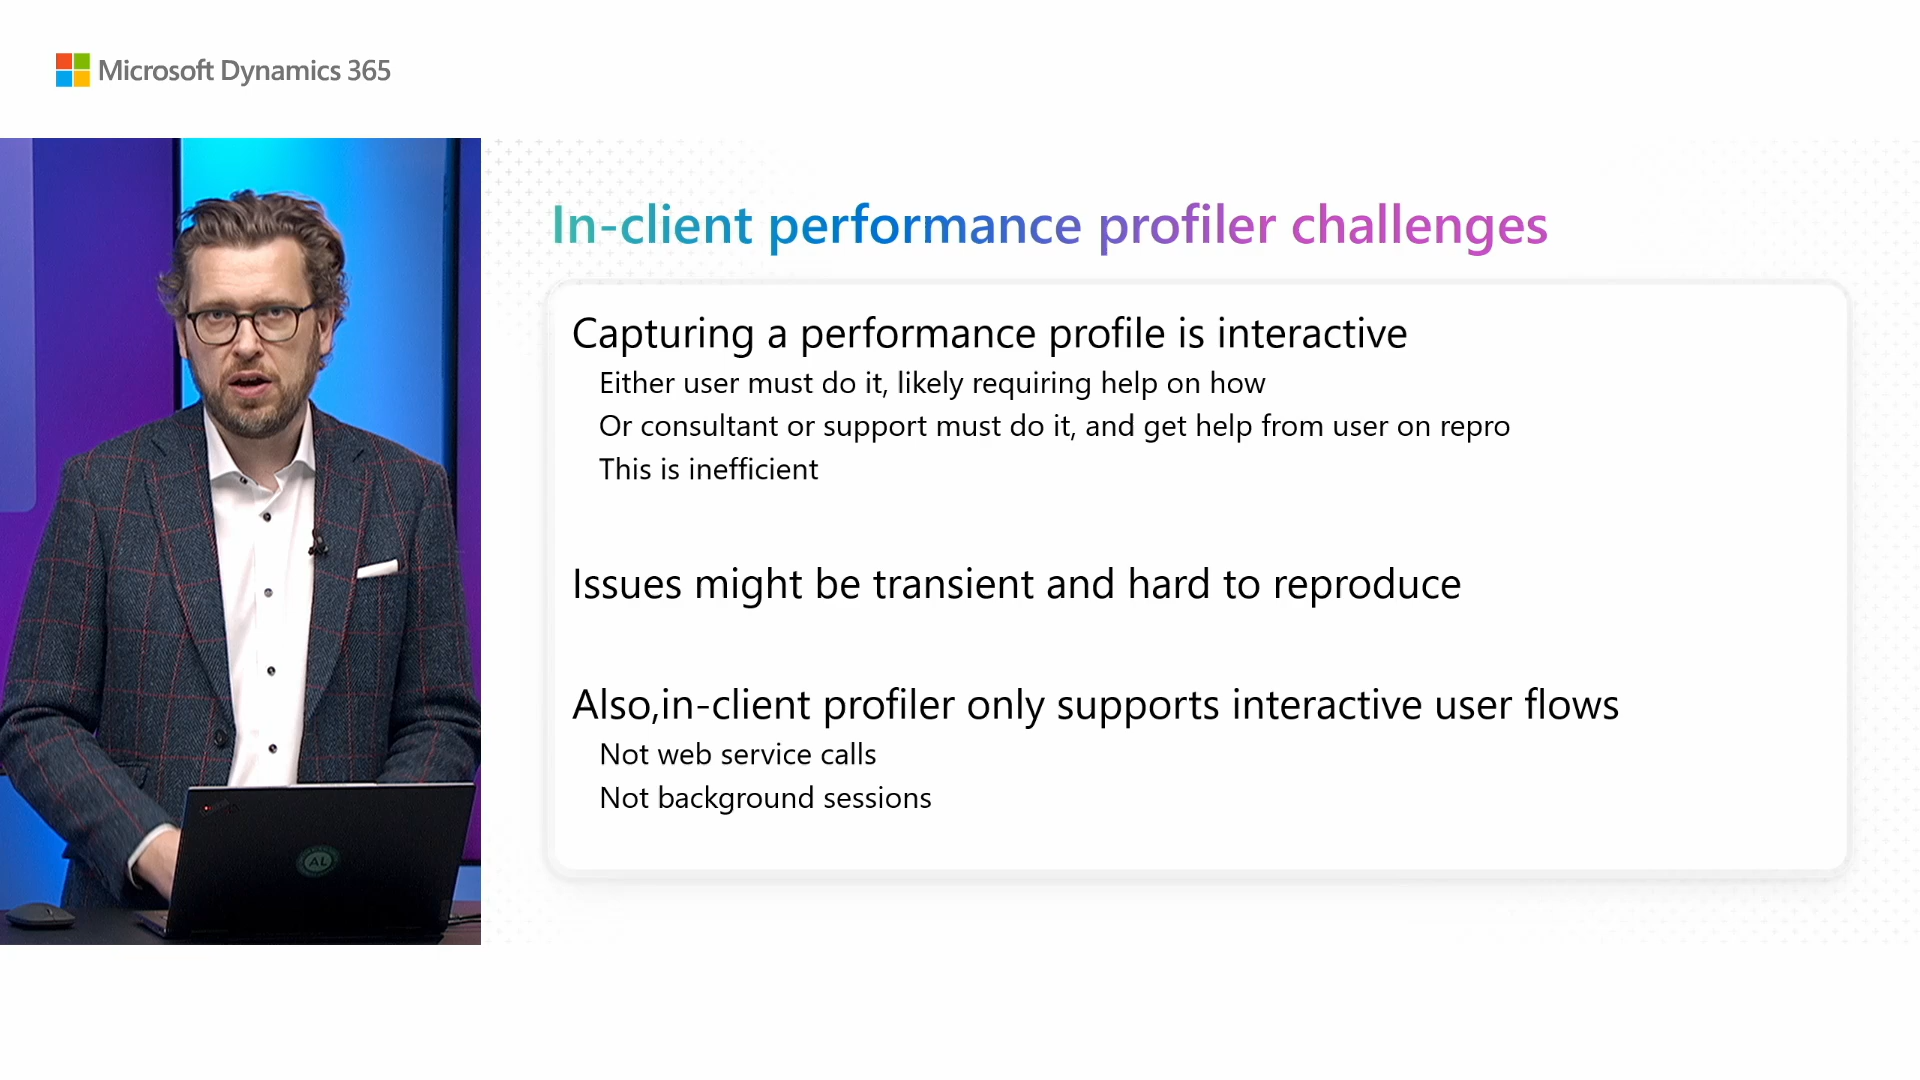 Microsoft Dynamics 365
In-client performance profiler challenges
Capturing a performance profile is interactive
Either user must do it, likely requiring help on how
Or consultant or support must do it, and get help from user on repro
This is inefficient
Issues might be transient and hard to reproduce
Also,in-client profiler only supports interactive user flows
Not web service calls
Not background sessions
AL